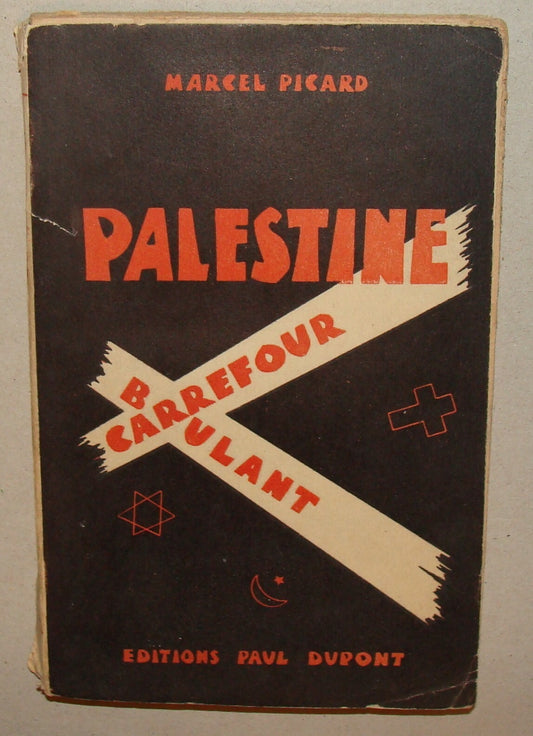 MARCEL PICARD
PALESTINE
CARREFOUR
BRULANT
EDITIONS PAUL DUPONT